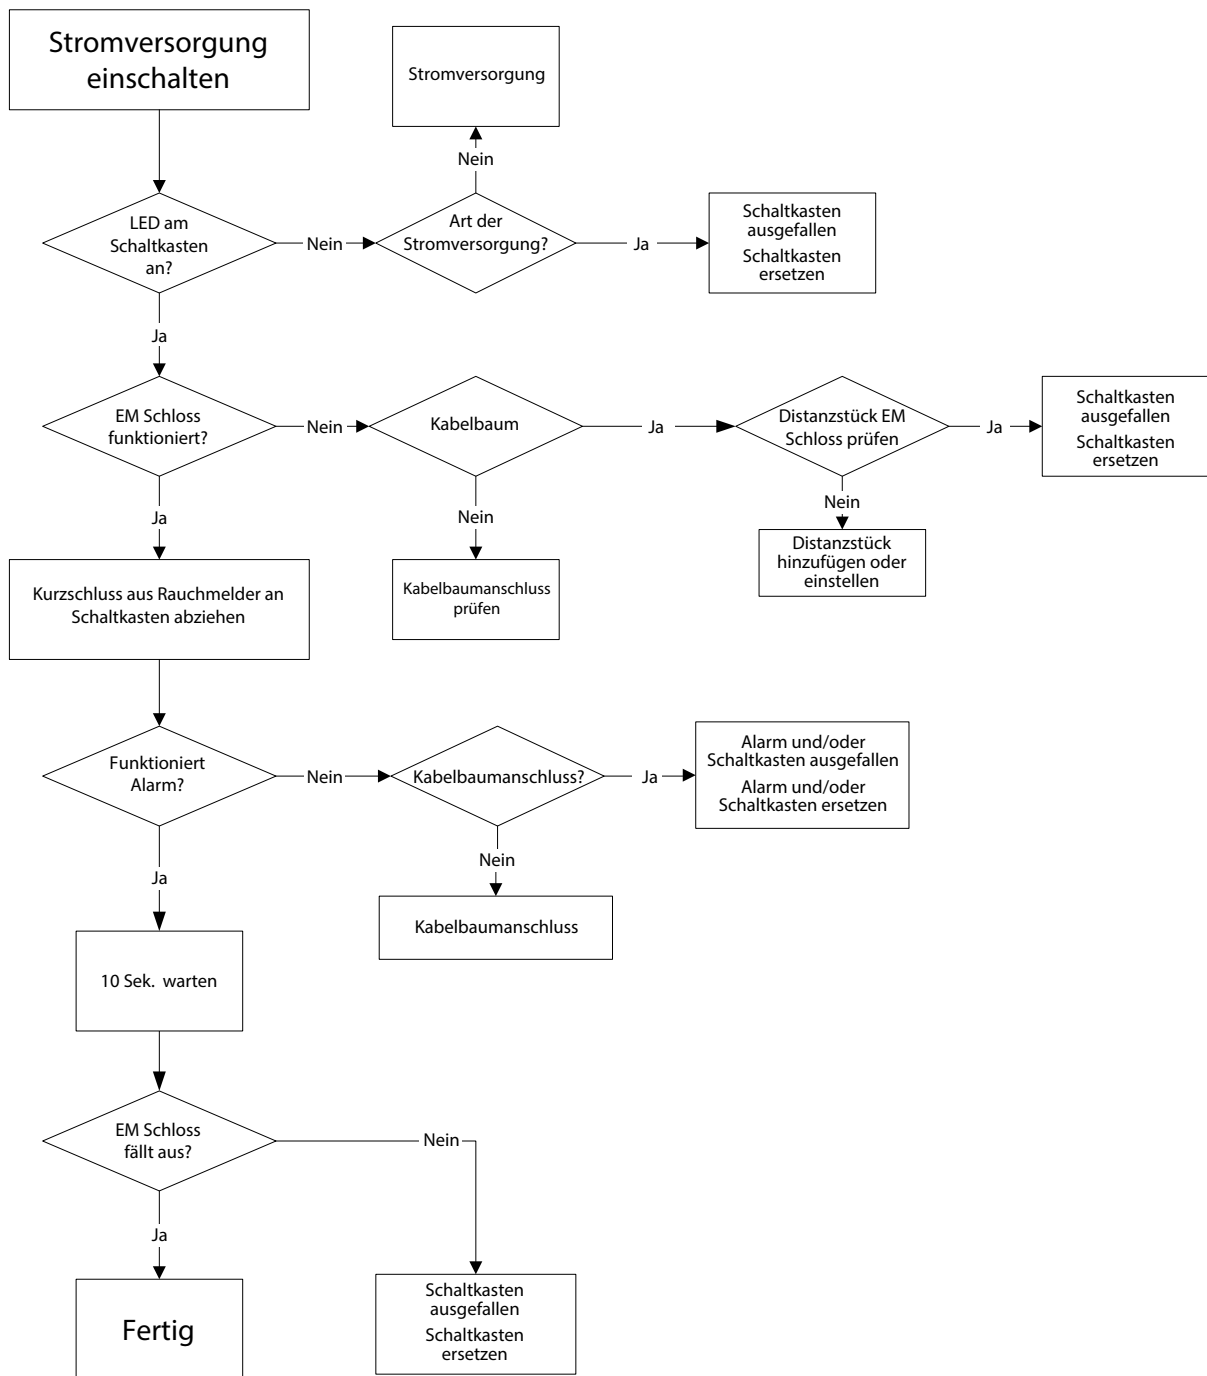 Stromversorgung
einschalten
Stromversorgung
Nein
LED am
Schaltkasten
an?
Nein
Art der
Stromversorgung?
Ja
Schaltkasten
ausgefallen
Schaltkasten
ersetzen
Ja
EM Schloss
funktioniert?
Nein
Kabelbaum
Ja
Distanzstück EM
Schloss prüfen
Ja
Schaltkasten
ausgefallen
Schaltkasten
ersetzen
Ja
Nein
Nein
Kurzschluss aus Rauchmelder an
Schaltkasten abziehen
Kabelbaumanschluss
prüfen
Distanzstück
hinzufügen oder
einstellen
Funktioniert
Alarm?
Nein
Kabelbaumanschluss?
Ja
Alarm und/oder
Schaltkasten ausgefallen
Alarm und/oder
Schaltkasten ersetzen
Ja
Nein
Kabelbaumanschluss
10 Sek. warten
EM Schloss
fällt aus?
Nein
Ja
Fertig
Schaltkasten
ausgefallen
Schaltkasten
ersetzen